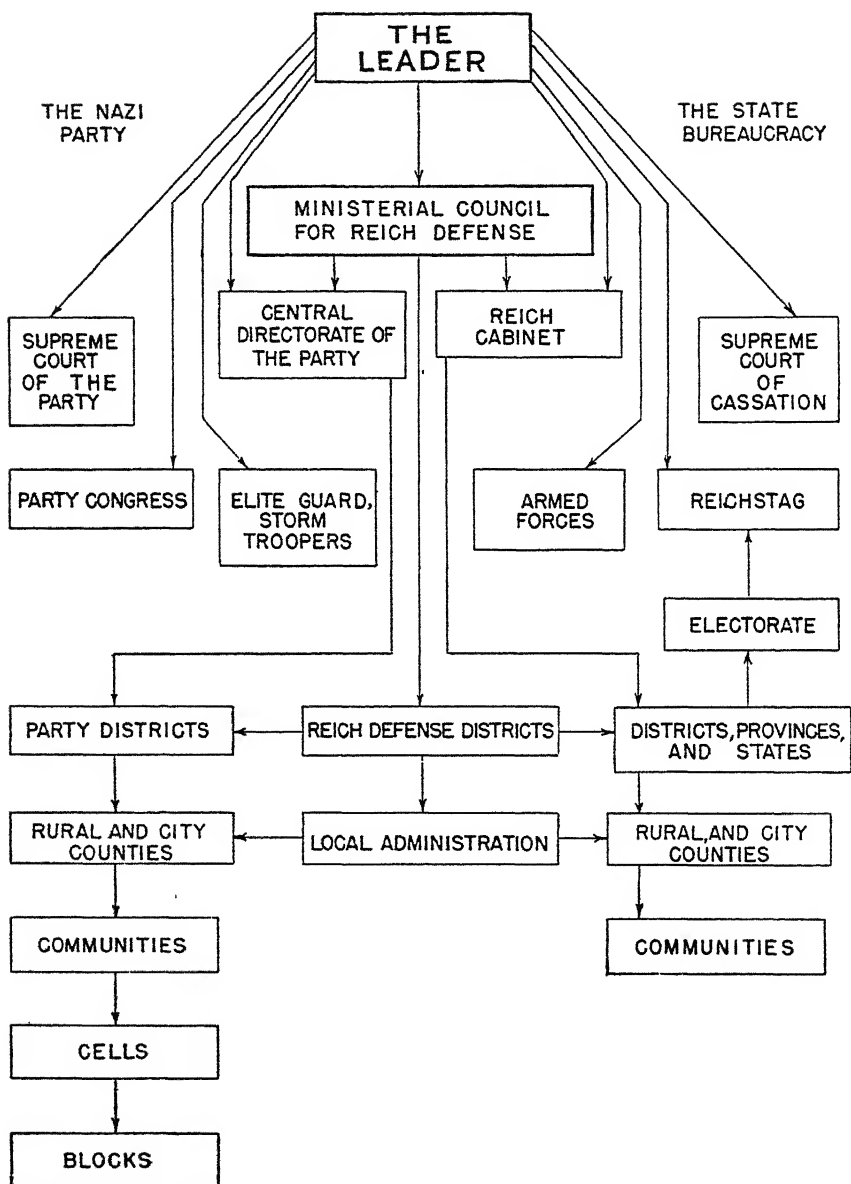 THE
LEADER
THE NAZI
PARTY
THE STATE
BUREAUCRACY
MINISTERIAL COUNCIL
FOR REICH DEFENSE
SUPREME
COURT
OF THE
PARTY
CENTRAL
DIRECTORATE OF
THE PARTY
REICH
CABINET
SUPREME
COURT
OF
CASSATION
PARTY CONGRESS
ELITE GUARD,
STORM
TROOPERS
ARMED
FORCES
REICHSTAG
ELECTORATE
PARTY DISTRICTS
REICH DEFENSE DISTRICTS
DISTRICTS, PROVINCES,
AND STATES
RURAL AND CITY
COUNTIES
LOCAL ADMINISTRATION
RURAL, AND CITY
COUNTIES
COMMUNITIES
COMMUNITIES
CELLS
BLOCKS